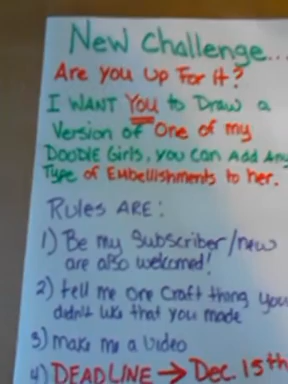 New Challenge...
Are you up For it?
I WANT You to Draw a
Version of One of my
DOODLE Girls, you can Add Any
Type of Embellishments to her.
Rules ARE:
1) Be my Subscriber/new
are also welcomed!
2) tell me one craft thing you
didn't like that you made
3) make me a video
4) DEADLINE → Dec. 15th